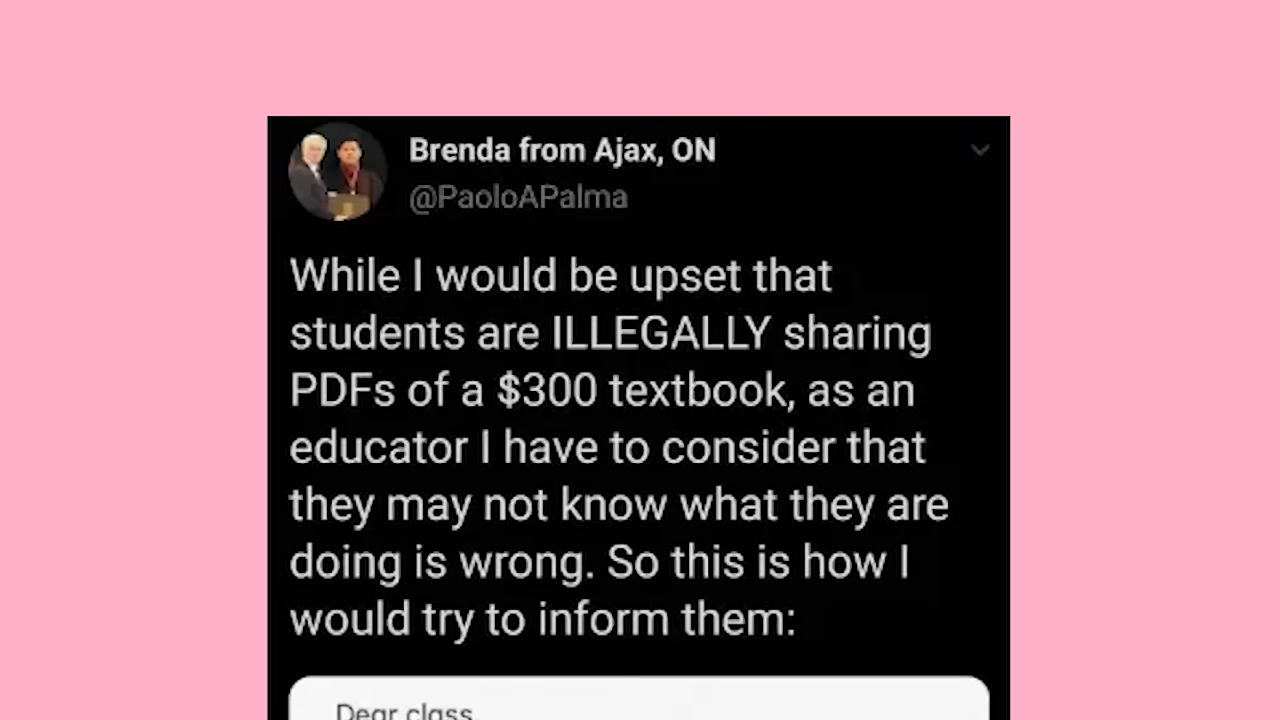 Brenda from Ajax, ON
@PaoloAPalma
While I would be upset that
students are ILLEGALLY sharing
PDFs of a $300 textbook, as an
educator I have to consider that
they may not know what they are
doing is wrong. So this is how I
would try to inform them:
Dear class